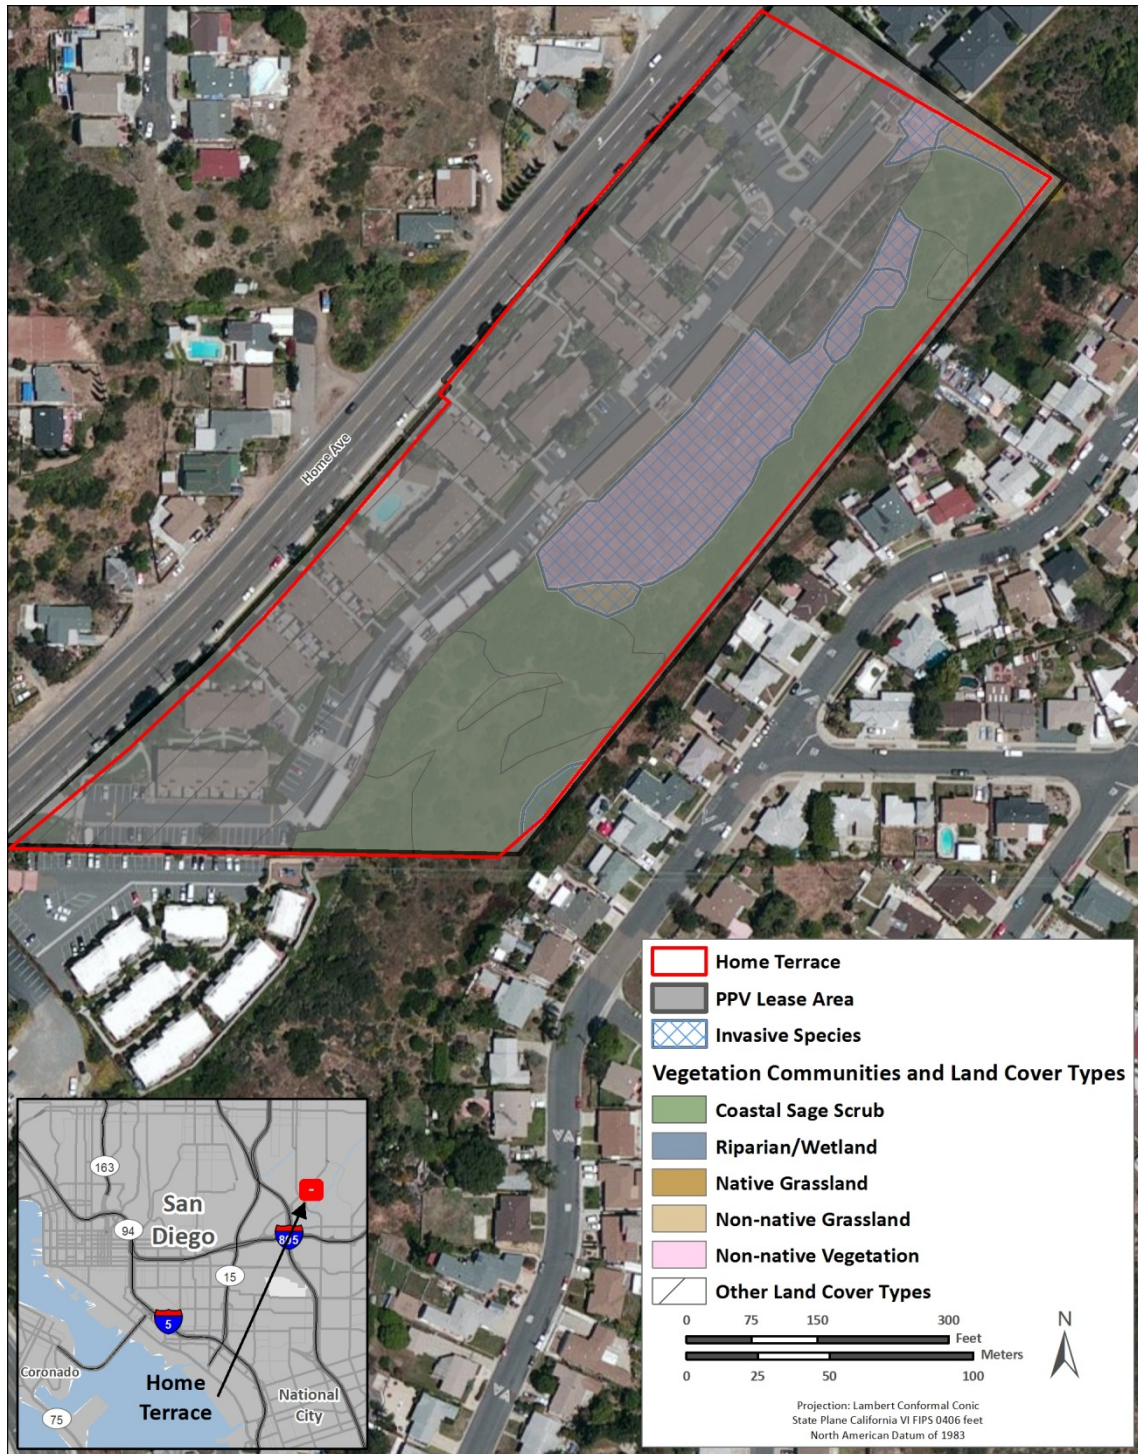 Home Ave
Home Terrace
PPV Lease Area
Invasive Species
Vegetation Communities and Land Cover Types
Coastal Sage Scrub
Riparian/Wetland
Native Grassland
Non-native Grassland
Non-native Vegetation
Other Land Cover Types
0 75 150 300
Feet
Meters
0 25 50 100
N
Projection: Lambert Conformal Conic
State Plane California VI FIPS 0406 feet
North American Datum of 1983
163
San
Diego
94
805
15
5
Coronado
Home
Terrace
National
City
75